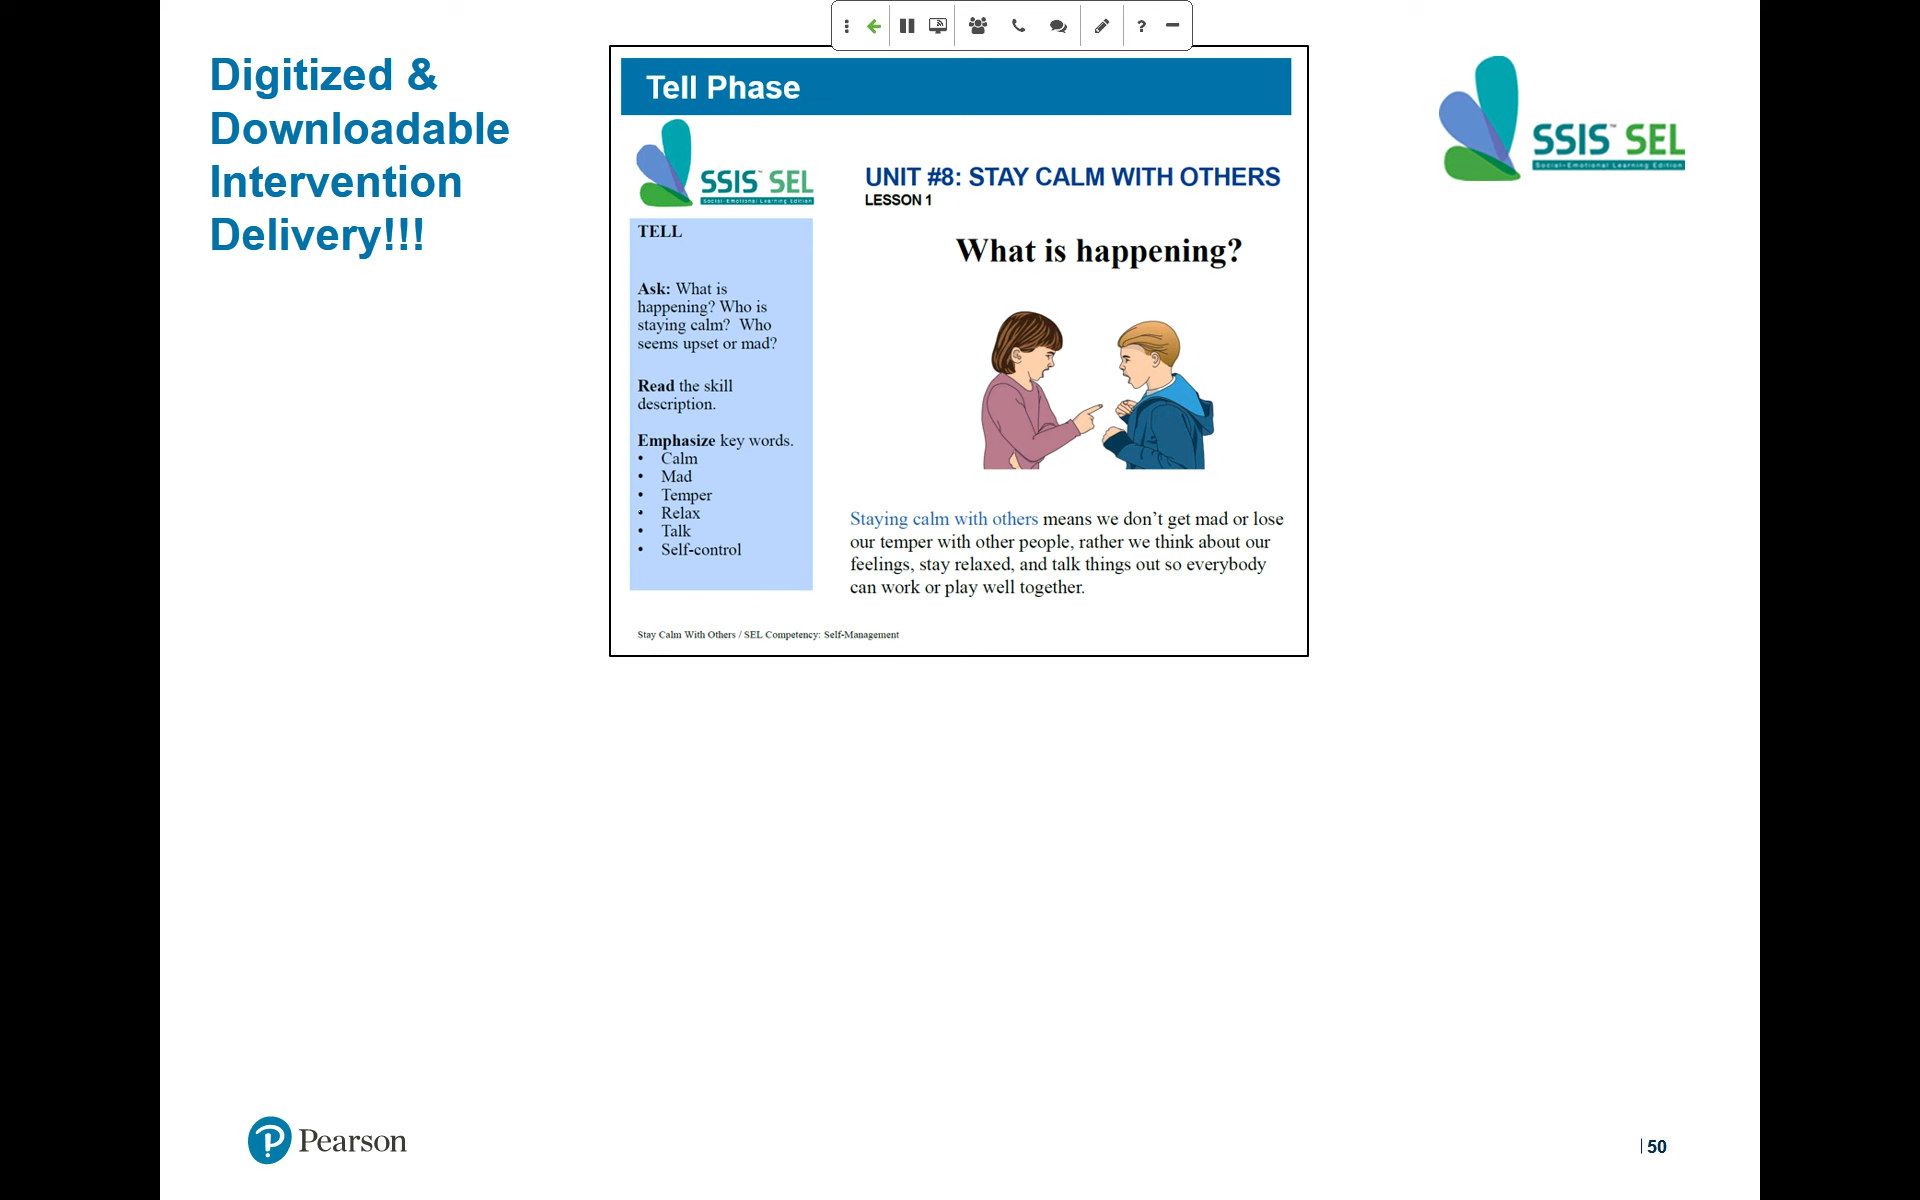 Digitized &
Downloadable
Intervention
Delivery!!!
?
Tell Phase
SSIS™ SEL
Social-Emotional Learning Edition
UNIT #8: STAY CALM WITH OTHERS
LESSON 1
TELL
Ask: What is
happening? Who is
staying calm?  Who
seems upset or mad?
Read the skill
description.
Emphasize key words.
• Calm
• Mad
• Temper
• Relax
• Talk
• Self-control
What is happening?
Staying calm with others means we don’t get mad or lose
our temper with other people, rather we think about our
feelings, stay relaxed, and talk things out so everybody
can work or play well together.
Stay Calm With Others / SEL Competency: Self-Management
SSIS™ SEL
Social-Emotional Learning Edition
Pearson
50